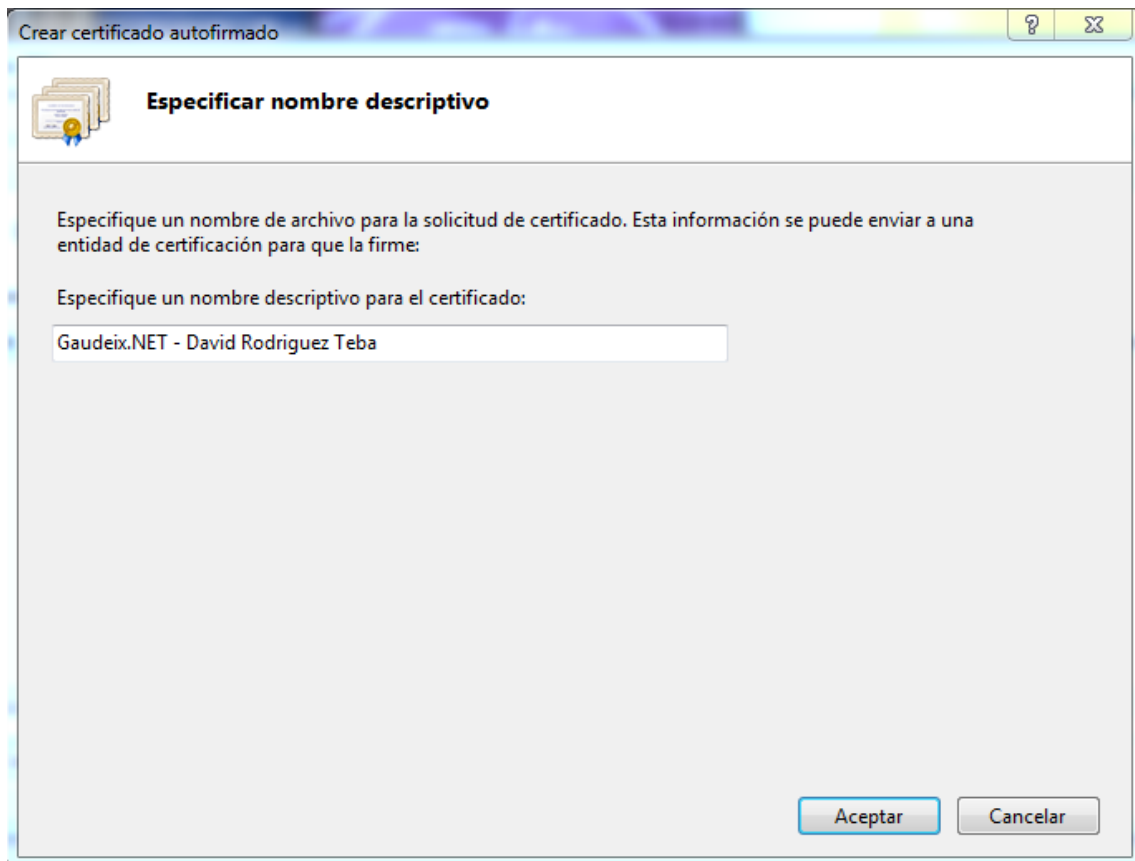 Crear certificado autofirmado
Especificar nombre descriptivo
Especifique un nombre de archivo para la solicitud de certificado. Esta información se puede enviar a una
entidad de certificación para que la firme:
Especifique un nombre descriptivo para el certificado:
Gaudeix.NET - David Rodriguez Teba
Aceptar
Cancelar